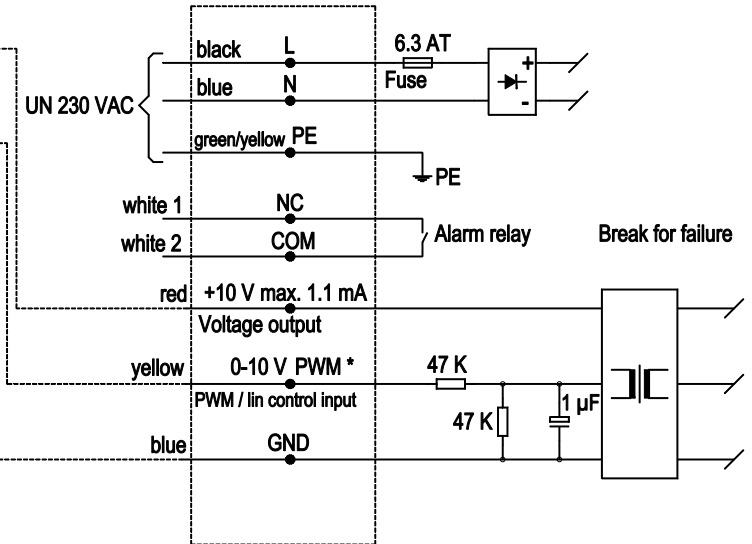 black L 6.3 AT
+
UN 230 VAC blue N Fuse
-
green/yellow PE
PE
white 1 NC
Alarm relay Break for failure
white 2 COM
red +10 V max. 1.1 mA
Voltage output
yellow 0-10 V PWM * 47 K
PWM / lin control input
47 K 1 µF
blue GND